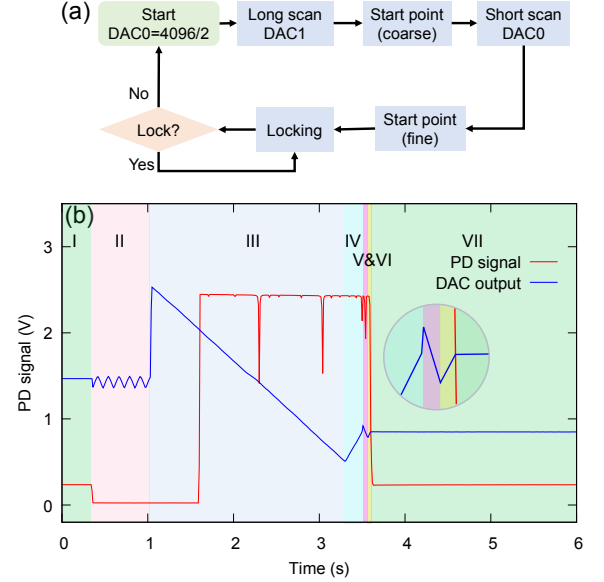 (a)
Start
DAC0=4096/2
Long scan
DAC1
Start point
(coarse)
Short scan
DAC0
No
Lock?
Locking
Start point
(fine)
Yes
(b)
I
II
III
IV
V&VI
VII
PD signal
DAC output
PD signal (V)
3
2
1
0
0
1
2
3
4
5
6
Time (s)